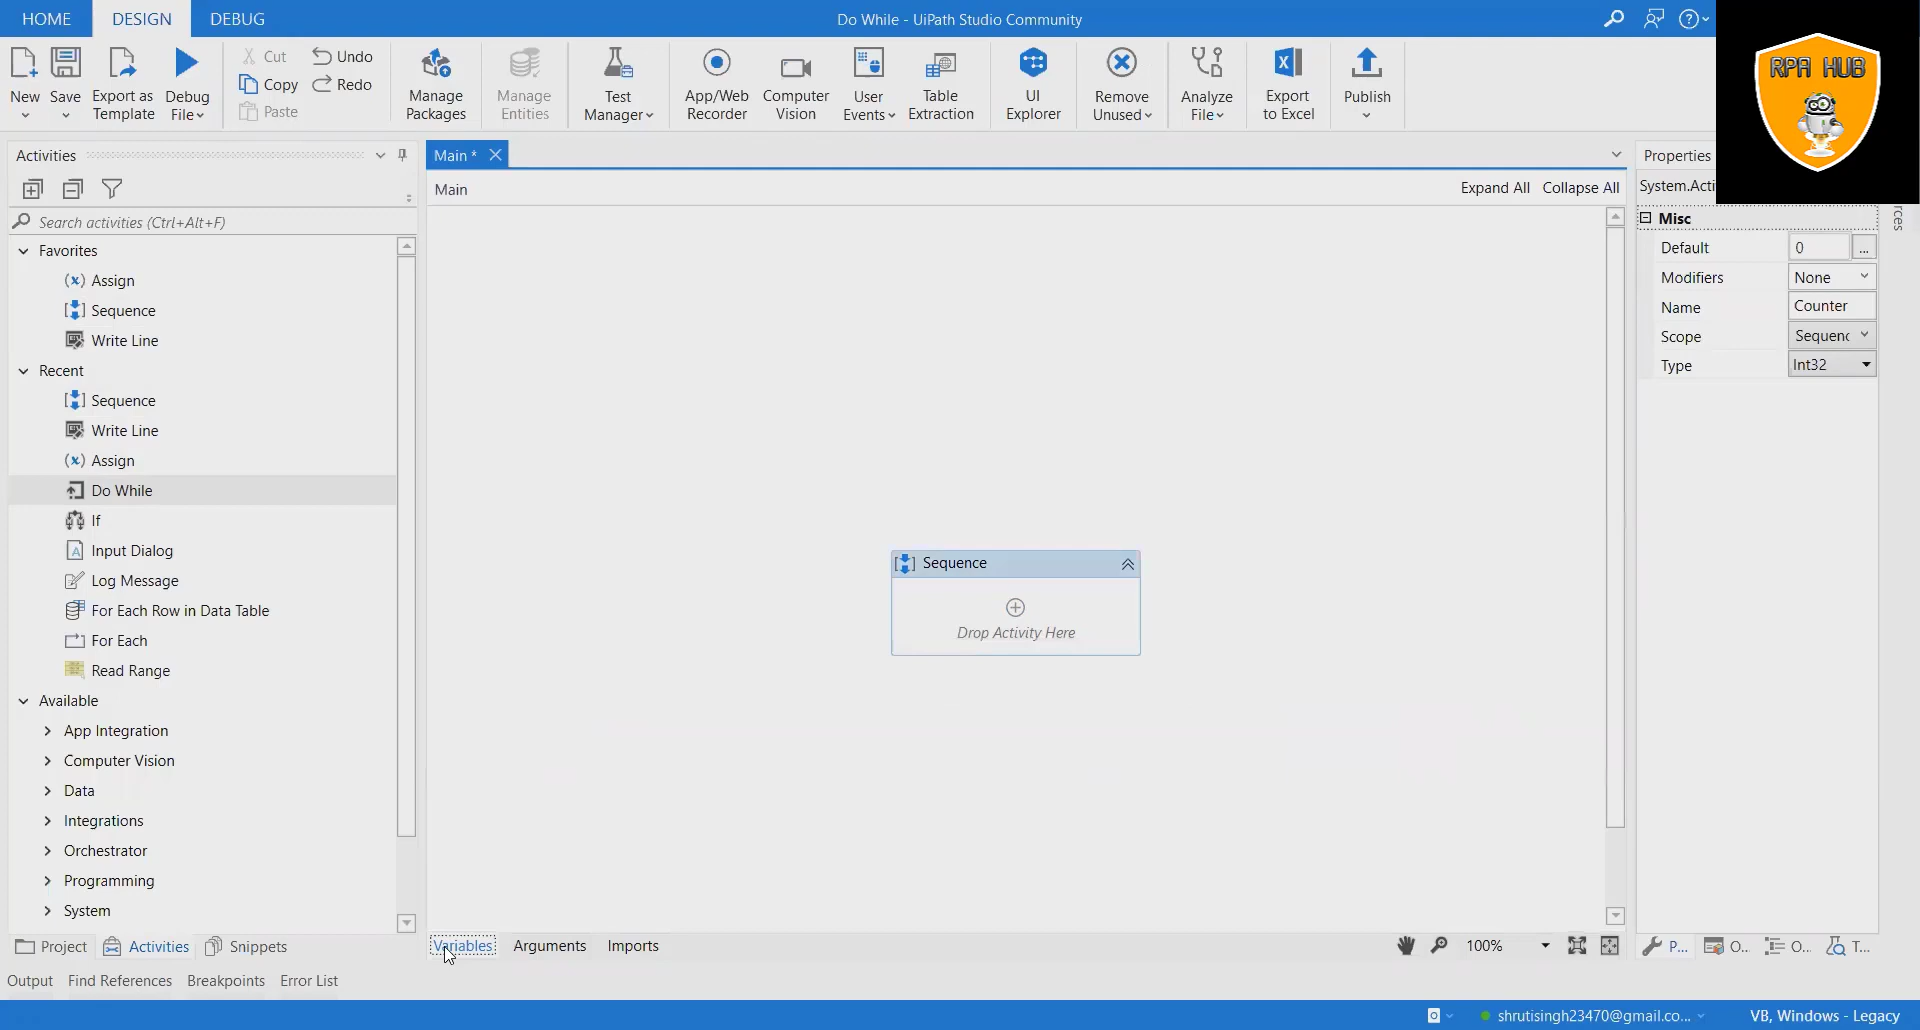 HOME
DESIGN
DEBUG
Do While - UiPath Studio Community
New
Save
Export as
Template
Debug
File
Cut
Copy
Paste
Undo
Redo
Manage
Packages
Manage
Entities
Test
Manager
App/Web
Recorder
Computer
Vision
User
Events
Table
Extraction
UI
Explorer
Remove
Unused
Analyze
File
Export
to Excel
Publish
RPA HUB
Activities
Search activities (Ctrl+Alt+F)
Favorites
Assign
Sequence
Write Line
Recent
Sequence
Write Line
Assign
Do While
If
Input Dialog
Log Message
For Each Row in Data Table
For Each
Read Range
Available
App Integration
Computer Vision
Data
Integrations
Orchestrator
Programming
System
Project
Activities
Snippets
Main *
Main
Expand All
Collapse All
Sequence
Drop Activity Here
Variables
Arguments
Imports
100%
Properties
System.Acti
Misc
Default 0 ...
Modifiers None
Name Counter
Scope Sequenc
Type Int32
rces
P...
O...
O...
T...
Output
Find References
Breakpoints
Error List
shrutisingh23470@gmail.co...
VB, Windows - Legacy